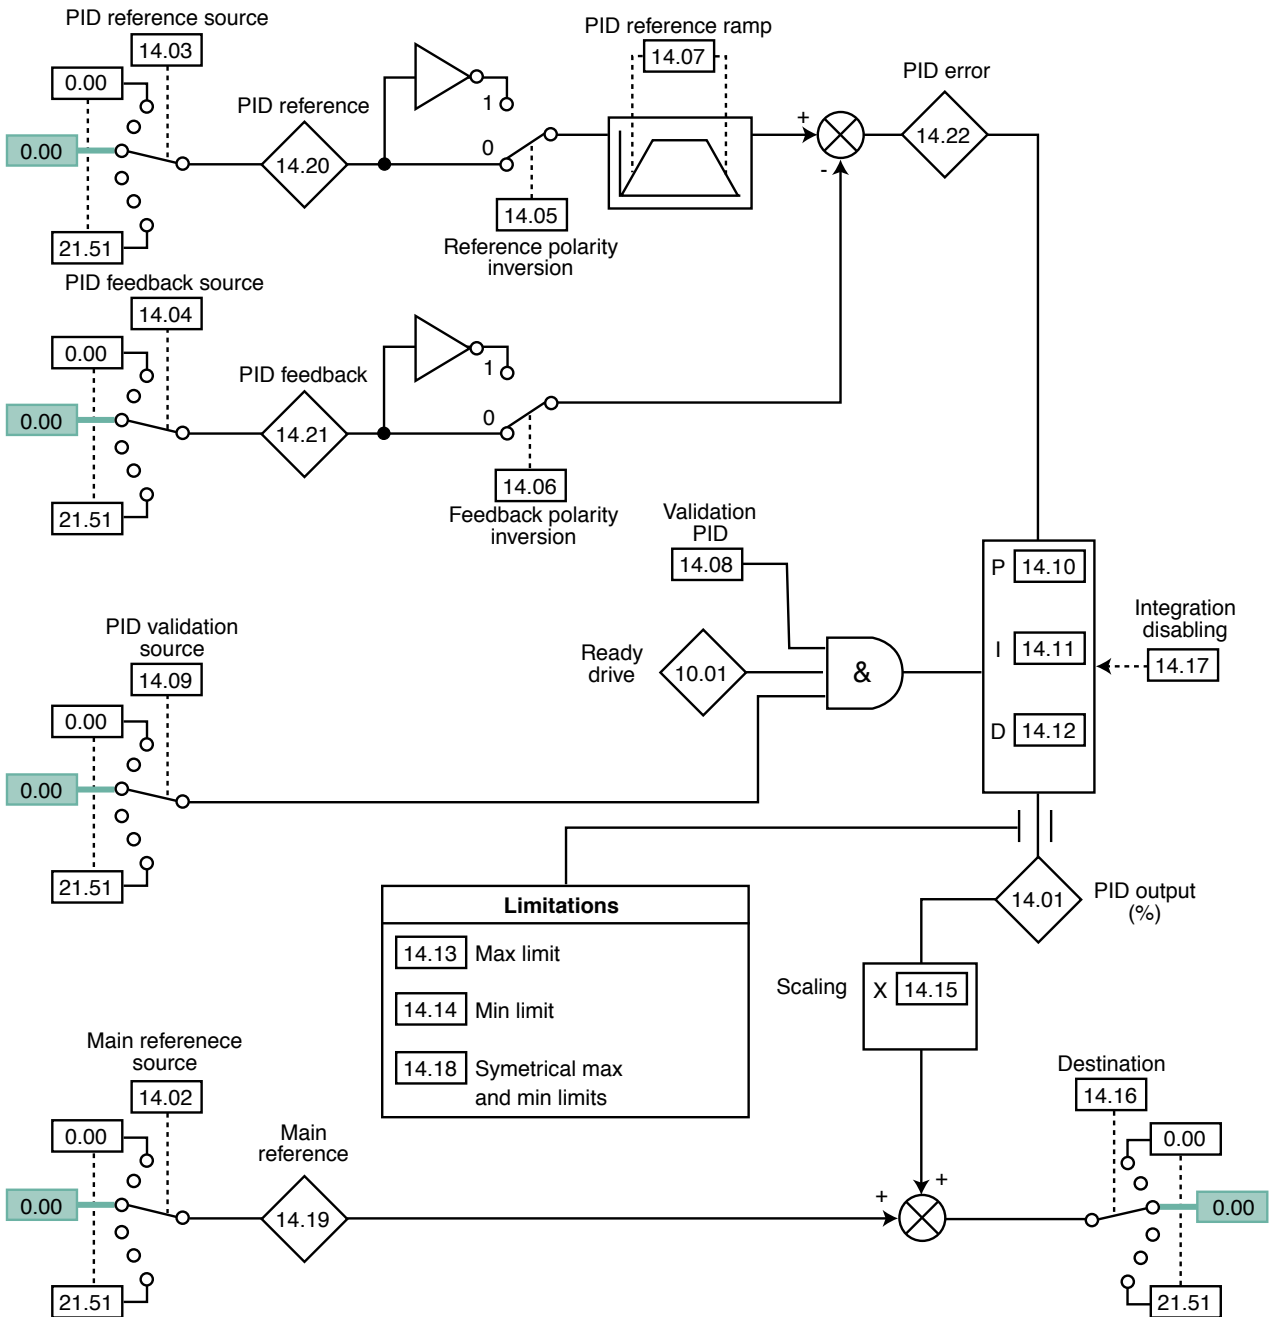 PID reference source
14.03
0.00
0.00
21.51
PID reference
14.20
1
0
14.05
Reference polarity
inversion
PID reference ramp
14.07
+
-
PID error
14.22
PID feedback source
14.04
0.00
0.00
21.51
PID feedback
14.21
1
0
14.06
Feedback polarity
inversion
Validation
PID
14.08
Ready
drive
10.01
&
P 14.10
I 14.11
D 14.12
Integration
disabling
14.17
PID validation
source
14.09
0.00
0.00
21.51
Limitations
14.13 Max limit
14.14 Min limit
14.18 Symetrical max
and min limits
14.01
PID output
(%)
Scaling
X 14.15
Main referenece
source
14.02
0.00
0.00
21.51
Main
reference
14.19
+
+
Destination
14.16
0.00
0.00
21.51